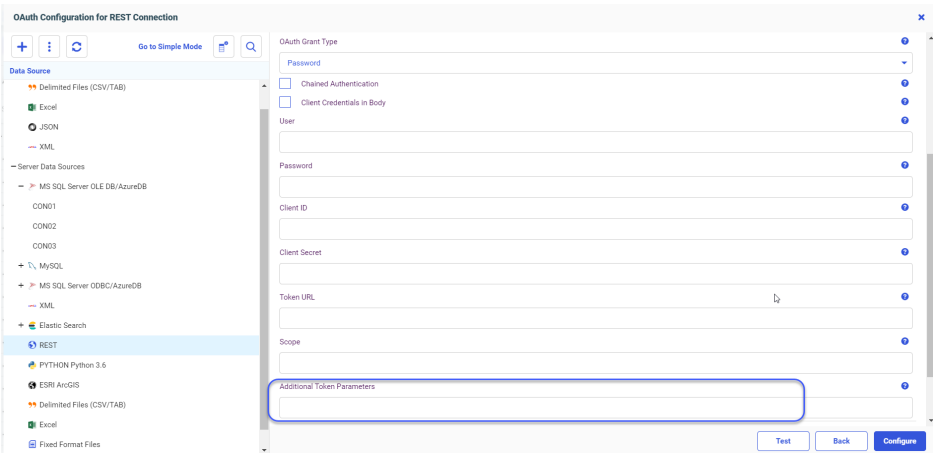 OAuth Configuration for REST Connection
Go to Simple Mode
Data Source
Delimited Files (CSV/TAB)
Excel
JSON
XML
Server Data Sources
MS SQL Server OLE DB/AzureDB
CON01
CON02
CON03
MySQL
MS SQL Server ODBC/AzureDB
XML
Elastic Search
REST
PYTHON Python 3.6
ESRI ArcGIS
Delimited Files (CSV/TAB)
Excel
Fixed Format Files
OAuth Grant Type
Password
Chained Authentication
Client Credentials in Body
User
Password
Client ID
Client Secret
Token URL
Scope
Additional Token Parameters
Test
Back
Configure